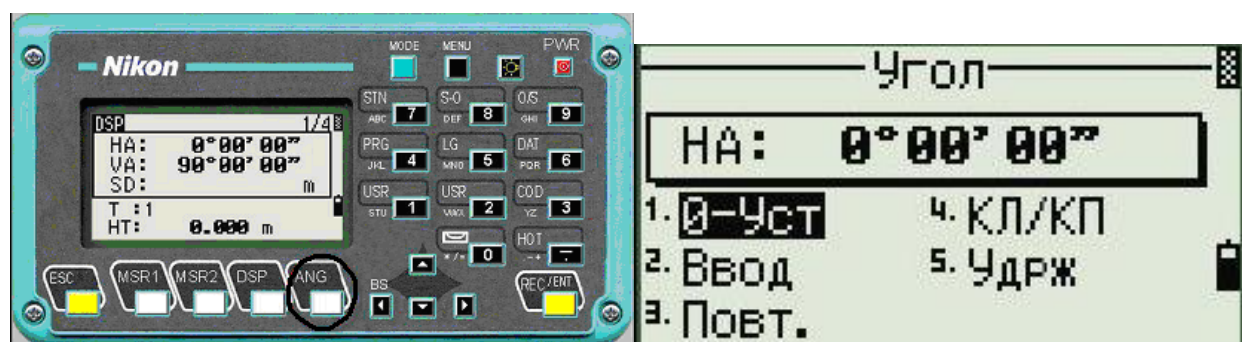 MODE MENU PWR
Nikon
STN S-O O/S
ABC 7 DEF 8 GHI 9
DSP 1/4
HA: 0°00'00"
VA: 90°00'00"
SD: m
T :1
HT: 0.000 m
PRG LG DAT
JKL 4 MNO 5 PQR 6
USR USR COD
STU 1 VWX 2 YZ 3
HOT
*/= 0 .-+ .
ESC MSR1 MSR2 DSP ANG BS REC/ENT
Угол
HA: 0°00'00"
1. 0-Уст 4. КЛ/КП
2. Ввод 5. Удрж
3. Повт.